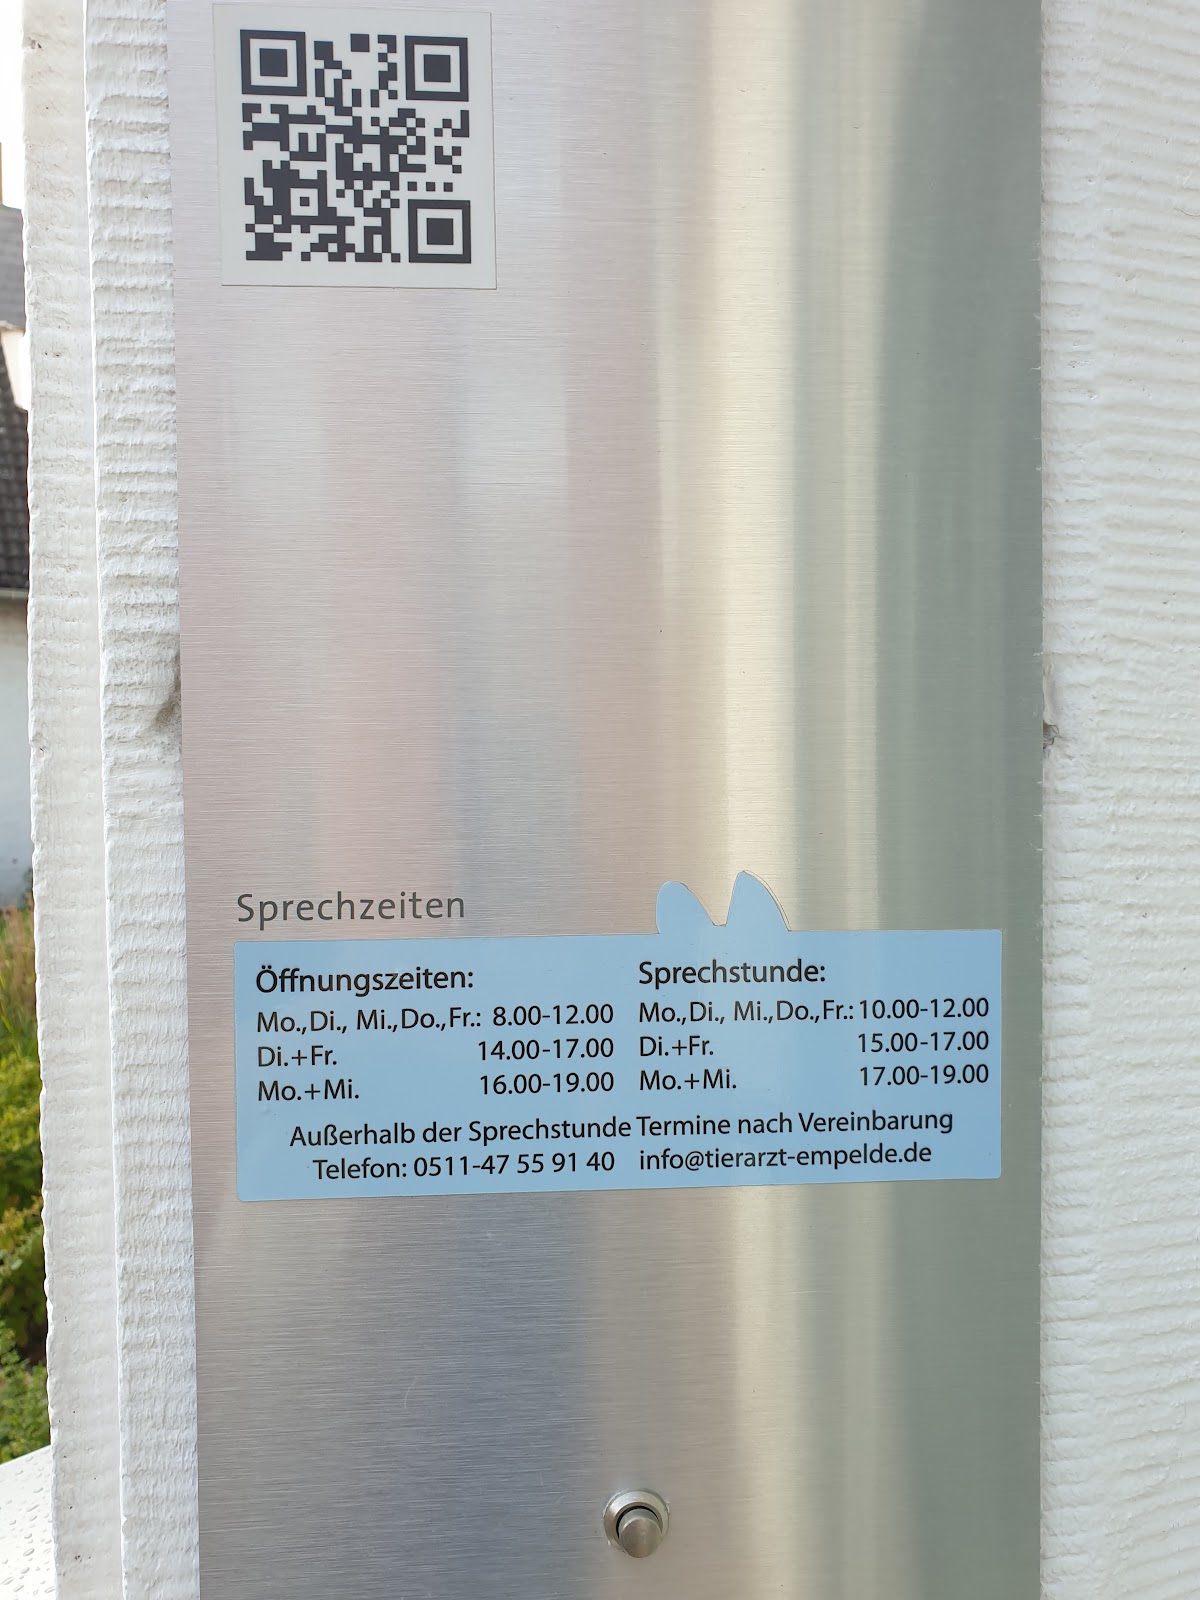 Sprechzeiten
Öffnungszeiten:
Mo.,Di., Mi.,Do.,Fr.: 8.00-12.00
Di.+Fr. 14.00-17.00
Mo.+Mi. 16.00-19.00
Sprechstunde:
Mo.,Di., Mi.,Do.,Fr.: 10.00-12.00
Di.+Fr. 15.00-17.00
Mo.+Mi. 17.00-19.00
Außerhalb der Sprechstunde Termine nach Vereinbarung
Telefon: 0511-47 55 91 40 info@tierarzt-empelde.de